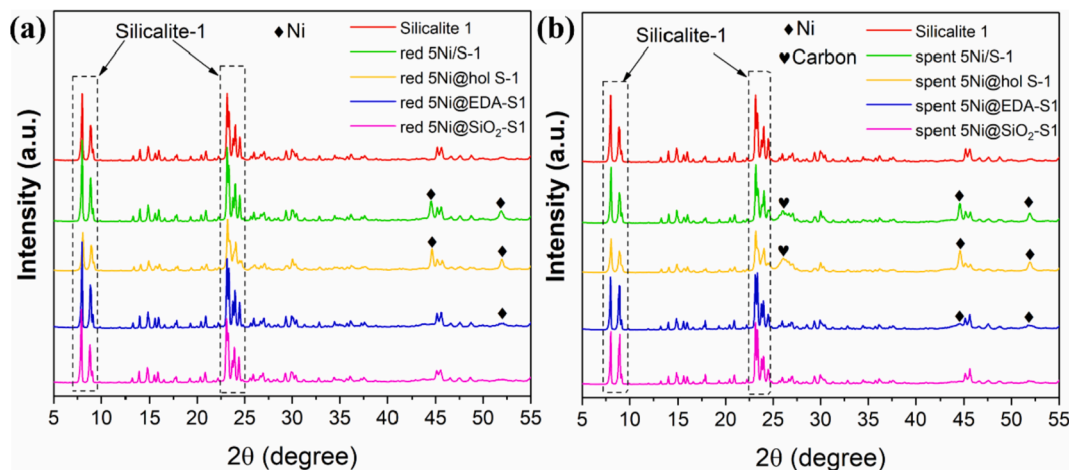 (a)
Silicalite-1
♦ Ni
Silicalite 1
red 5Ni/S-1
red 5Ni@hol S-1
red 5Ni@EDA-S1
red 5Ni@SiO₂-S1
Intensity (a.u.)
5 10 15 20 25 30 35 40 45 50 55
2θ (degree)
(b)
Silicalite-1
♦ Ni
♥ Carbon
Silicalite 1
spent 5Ni/S-1
spent 5Ni@hol S-1
spent 5Ni@EDA-S1
spent 5Ni@SiO₂-S1
Intensity (a.u.)
5 10 15 20 25 30 35 40 45 50 55
2θ (degree)